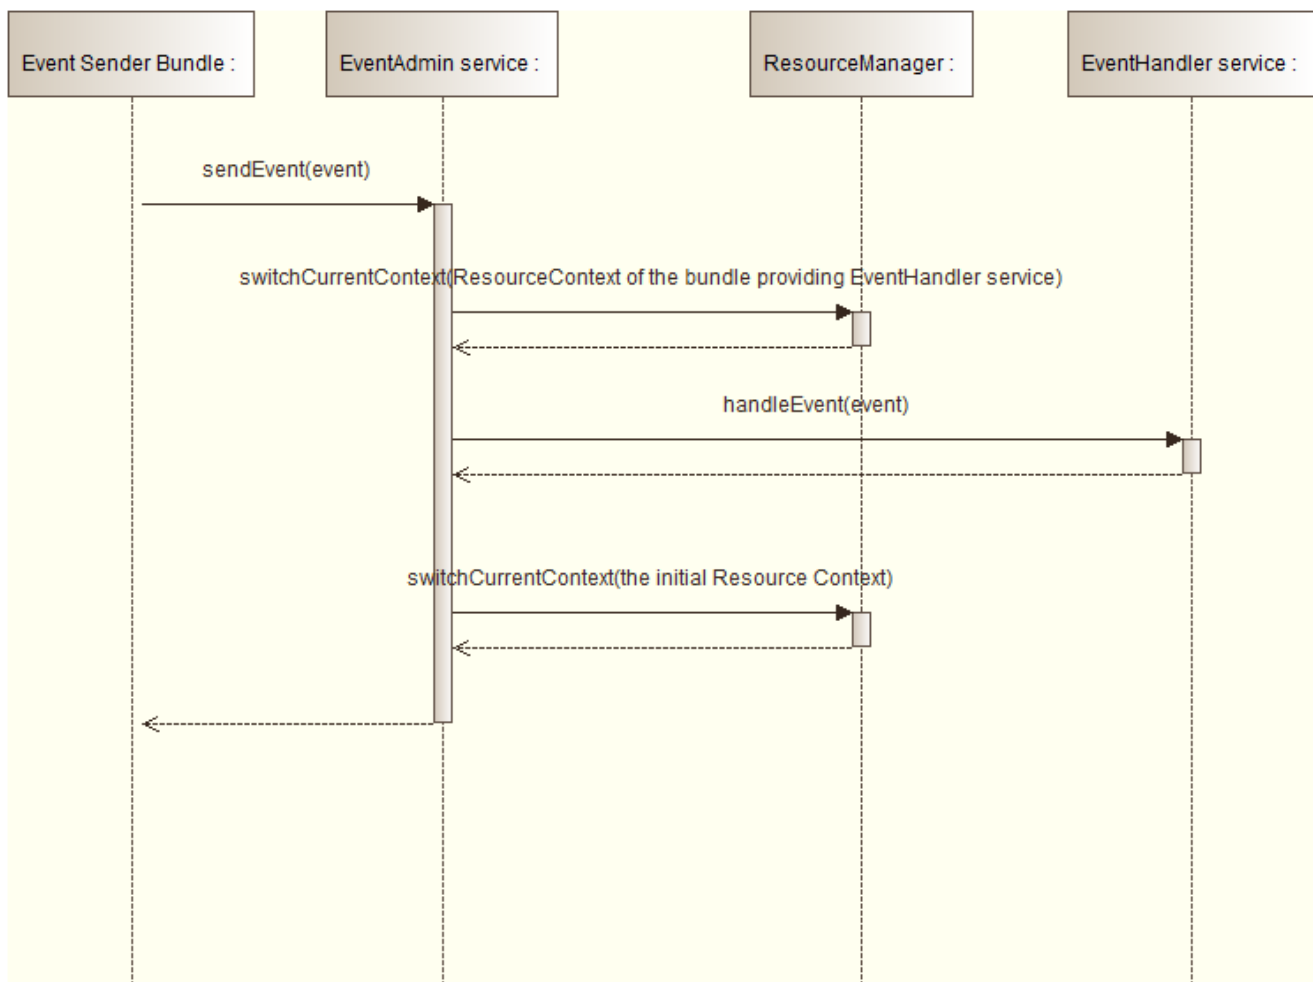 Event Sender Bundle :
EventAdmin service :
ResourceManager :
EventHandler service :
sendEvent(event)
switchCurrentContext(ResourceContext of the bundle providing EventHandler service)
handleEvent(event)
switchCurrentContext(the initial Resource Context)